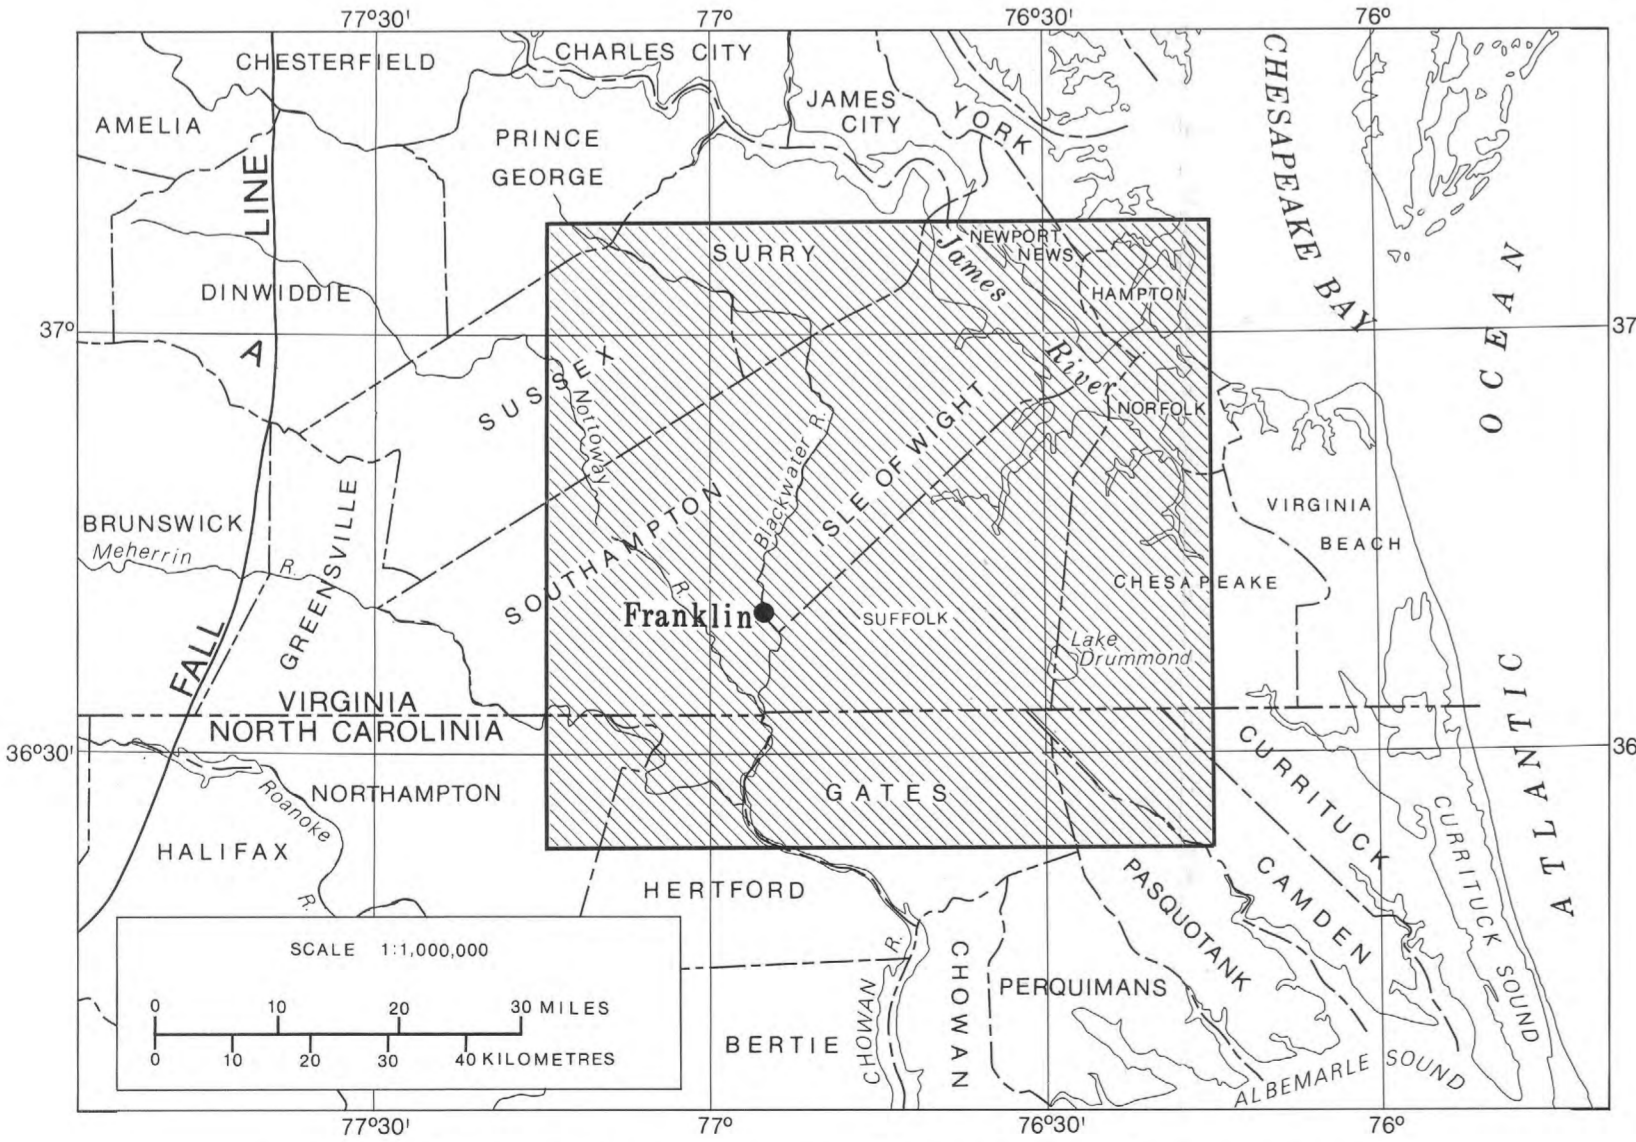 77°30' 77° 76°30' 76°
CHESTERFIELD
CHARLES CITY
AMELIA
JAMES
CITY
YORK
PRINCE
GEORGE
CHESAPEAKE BAY
LINE
SURRY
NEWPORT
NEWS
James
River
HAMPTON
DINWIDDIE
37° 37
A
OCEAN
SUSSEX
Nottoway
R.
Blackwater R.
ISLE OF WIGHT
NORFOLK
SOUTHAMPTON
VIRGINIA
BEACH
BRUNSWICK
Meherrin
R.
GREENSVILLE
CHESAPEAKE
Franklin
SUFFOLK
Lake
Drummond
FALL
VIRGINIA
NORTH CAROLINIA
ATLANTIC
36°30' 36
Roanoke
R.
NORTHAMPTON
GATES
CURRITUCK
CURRITUCK SOUND
HALIFAX
HERTFORD
PASQUOTANK
CAMDEN
SCALE 1:1,000,000
0 10 20 30 MILES
0 10 20 30 40 KILOMETRES
CHOWAN
R.
CHOWAN
PERQUIMANS
BERTIE
ALBEMARLE SOUND
77°30' 77° 76°30' 76°